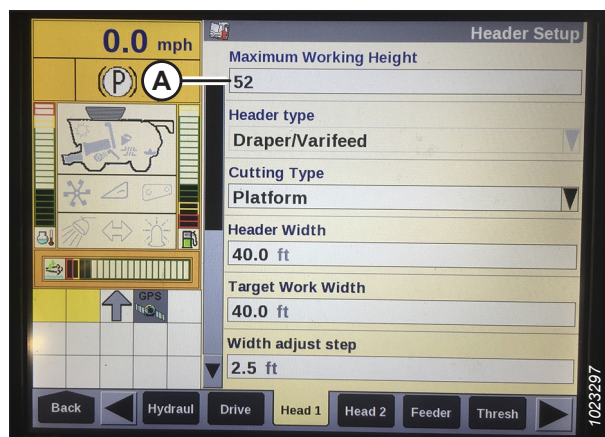 0.0 mph
Header Setup
(P)
A
Maximum Working Height
52
Header type
Draper/Varifeed
Cutting Type
Platform
Header Width
40.0 ft
Target Work Width
40.0 ft
Width adjust step
2.5 ft
GPS
Back
Hydraul
Drive
Head 1
Head 2
Feeder
Thresh
1023297